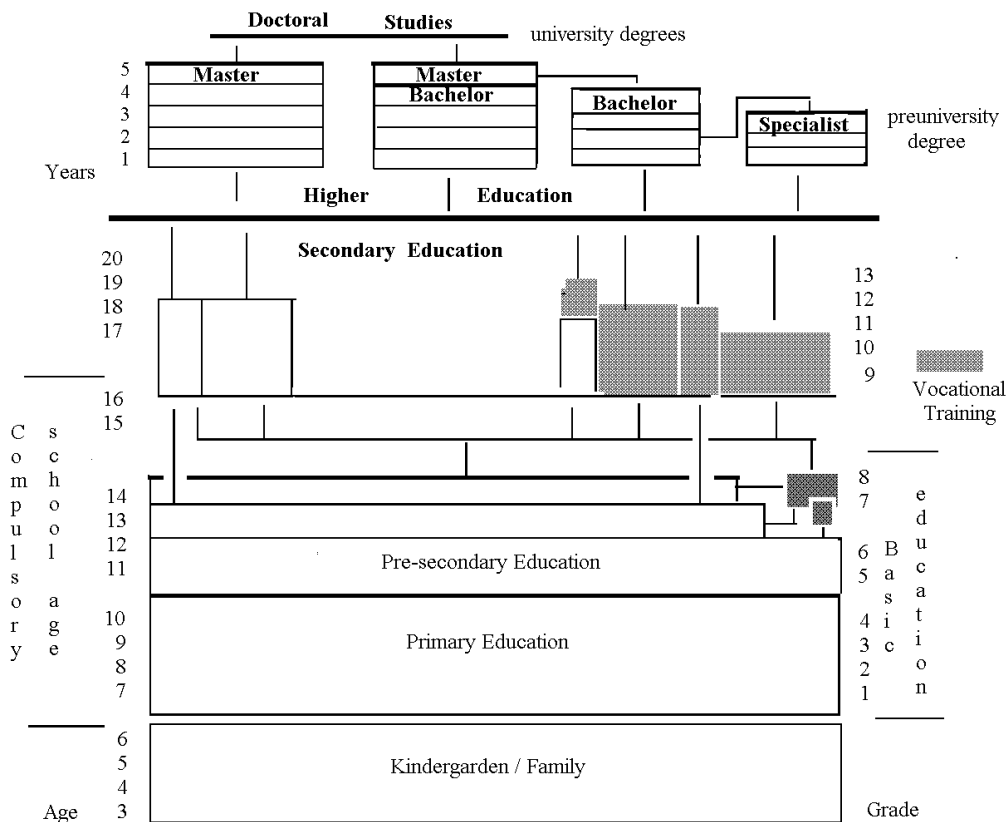 Doctoral Studies
university degrees
5
4
3
2
1
Years
Master
Master
Bachelor
Bachelor
Specialist
preuniversity
degree
Higher Education
Secondary Education
20
19
18
17
16
15
14
13
12
11
10
9
8
7
6
5
4
3
Age
Compulsory
school age
13
12
11
10
9
8
7
6
5
4
3
2
1
Grade
Vocational
Training
Basic
education
Pre-secondary Education
Primary Education
Kindergarden / Family